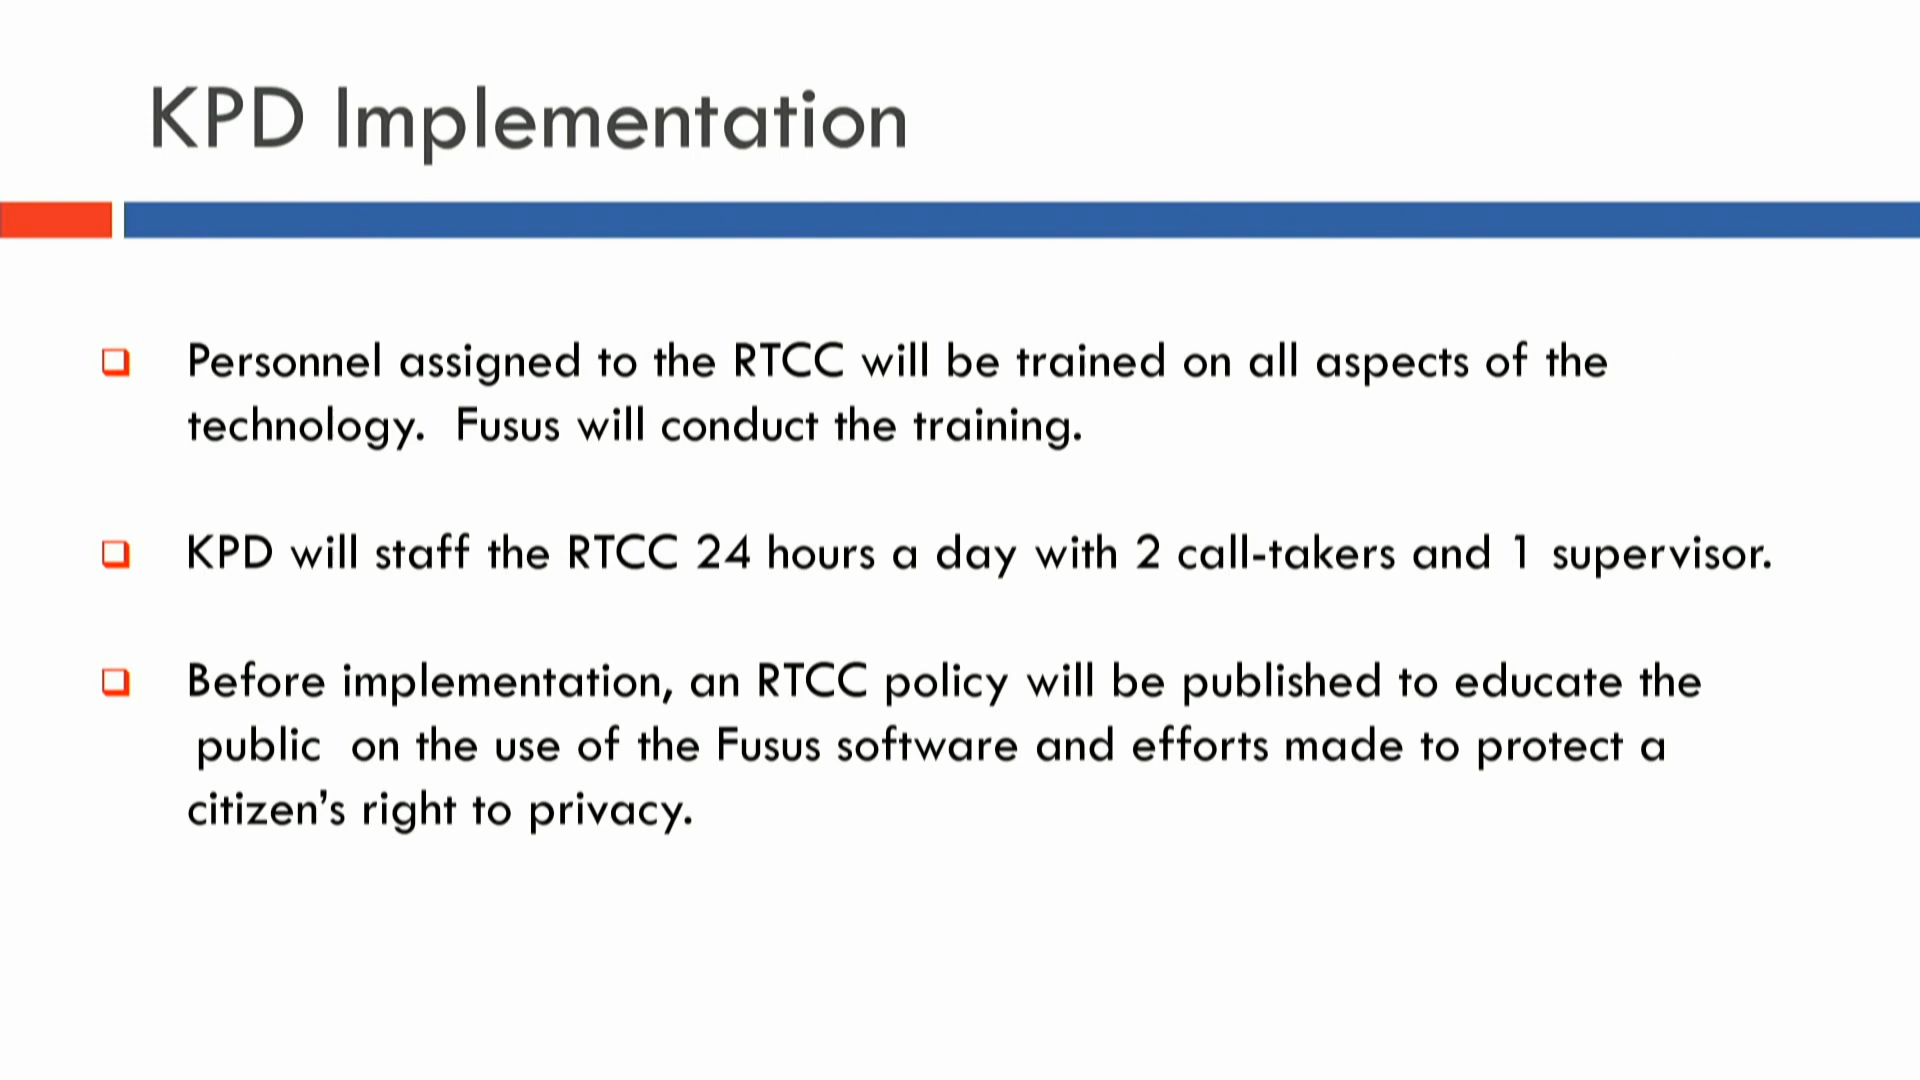 KPD Implementation
Personnel assigned to the RTCC will be trained on all aspects of the
technology.  Fusus will conduct the training.
KPD will staff the RTCC 24 hours a day with 2 call-takers and 1 supervisor.
Before implementation, an RTCC policy will be published to educate the
public  on the use of the Fusus software and efforts made to protect a
citizen’s right to privacy.